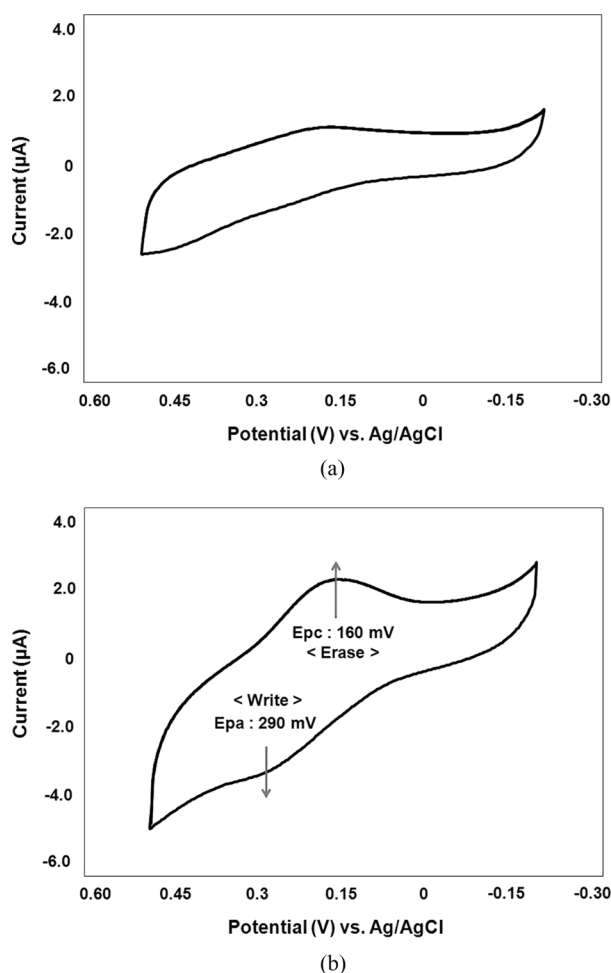 4.0
2.0
0
-2.0
-4.0
-6.0
Current (µA)
0.60 0.45 0.3 0.15 0 -0.15 -0.30
Potential (V) vs. Ag/AgCl
(a)
4.0
2.0
0
-2.0
-4.0
-6.0
Current (µA)
Epc : 160 mV
< Erase >
< Write >
Epa : 290 mV
0.60 0.45 0.3 0.15 0 -0.15 -0.30
Potential (V) vs. Ag/AgCl
(b)